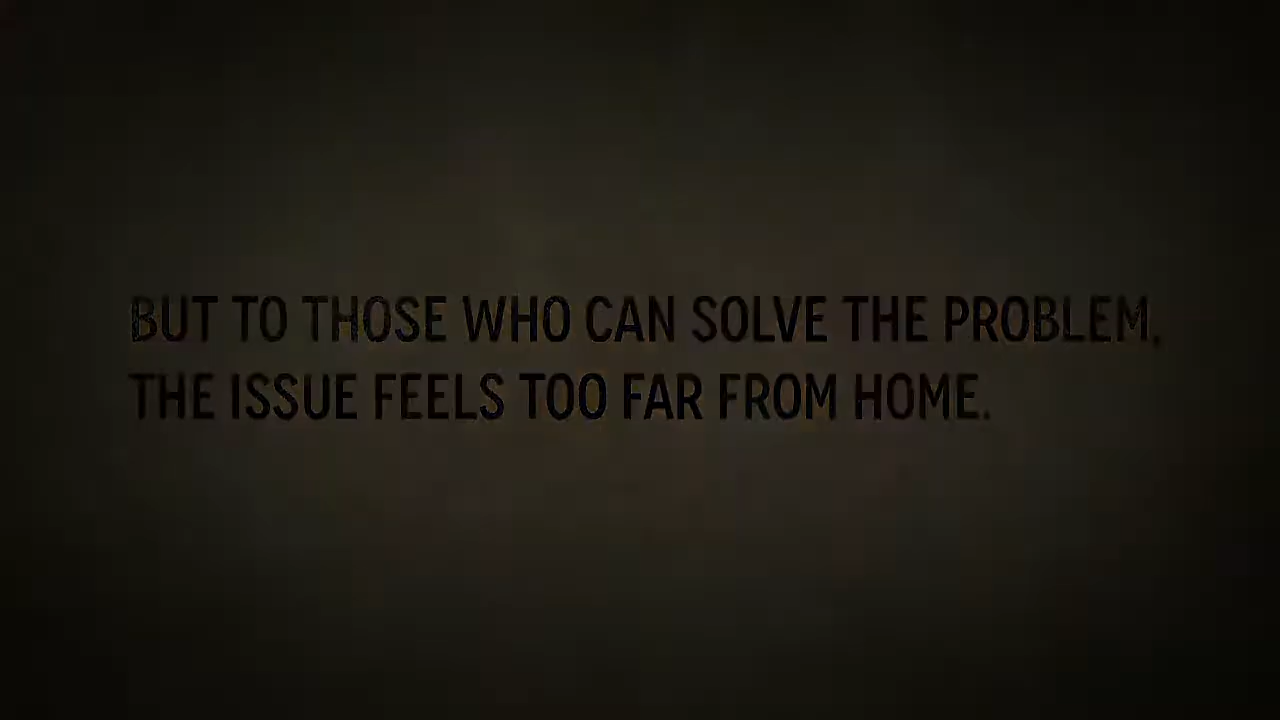 BUT TO THOSE WHO CAN SOLVE THE PROBLEM,
THE ISSUE FEELS TOO FAR FROM HOME.